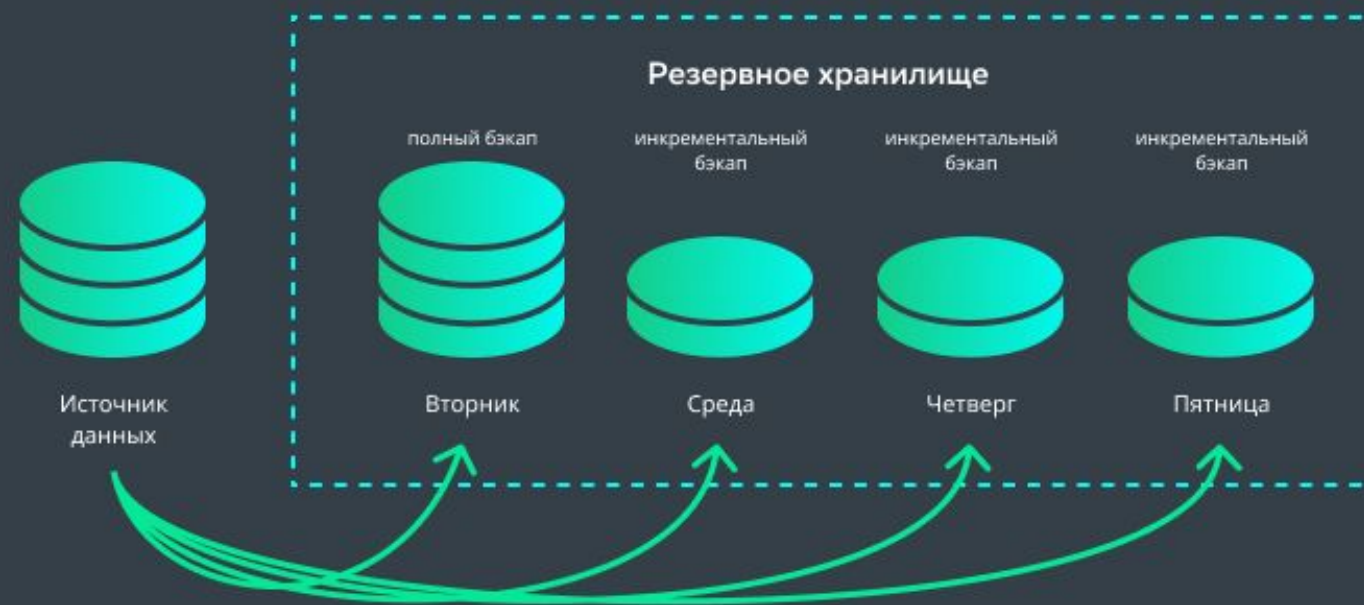 Резервное хранилище
полный бэкап
инкрементальный
бэкап
инкрементальный
бэкап
инкрементальный
бэкап
Источник
данных
Вторник
Среда
Четверг
Пятница